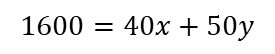 1600 = 40𝑥 + 50𝑦